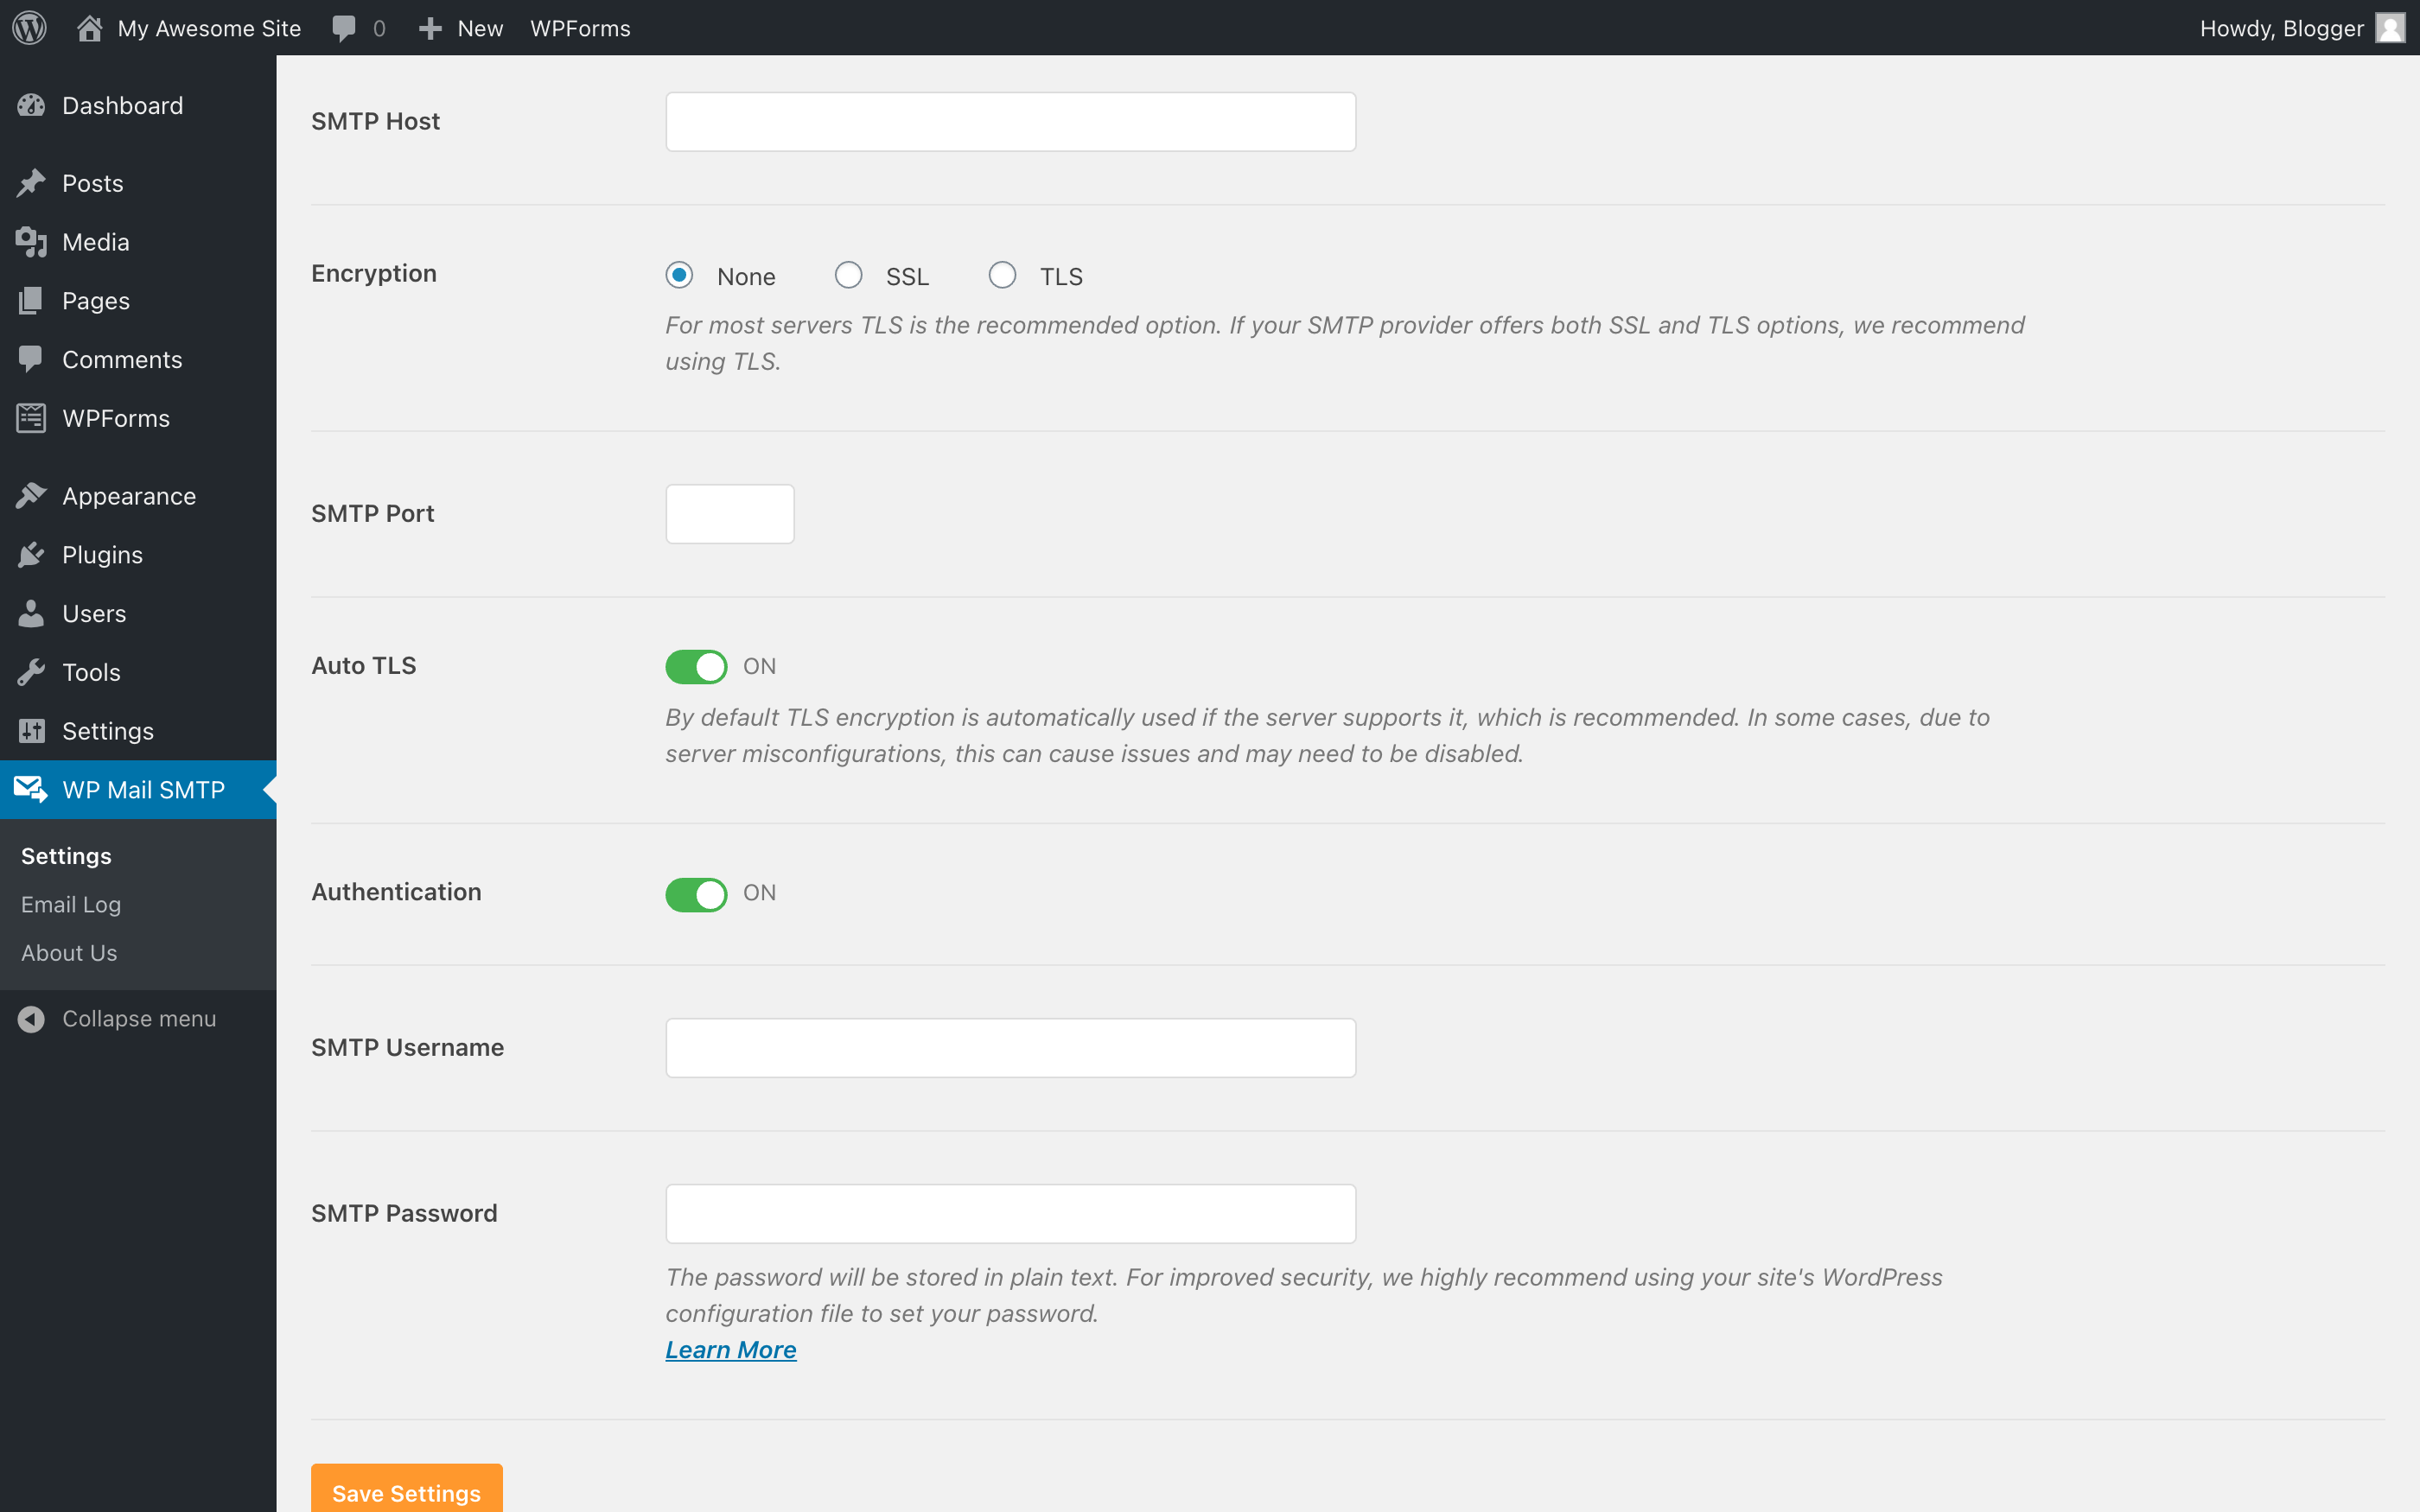 My Awesome Site 0 New WPForms Howdy, Blogger
Dashboard
Posts
Media
Pages
Comments
WPForms
Appearance
Plugins
Users
Tools
Settings
WP Mail SMTP
Settings
Email Log
About Us
Collapse menu
SMTP Host
Encryption
None SSL TLS
For most servers TLS is the recommended option. If your SMTP provider offers both SSL and TLS options, we recommend
using TLS.
SMTP Port
Auto TLS
ON
By default TLS encryption is automatically used if the server supports it, which is recommended. In some cases, due to
server misconfigurations, this can cause issues and may need to be disabled.
Authentication
ON
SMTP Username
SMTP Password
The password will be stored in plain text. For improved security, we highly recommend using your site's WordPress
configuration file to set your password.
Learn More
Save Settings